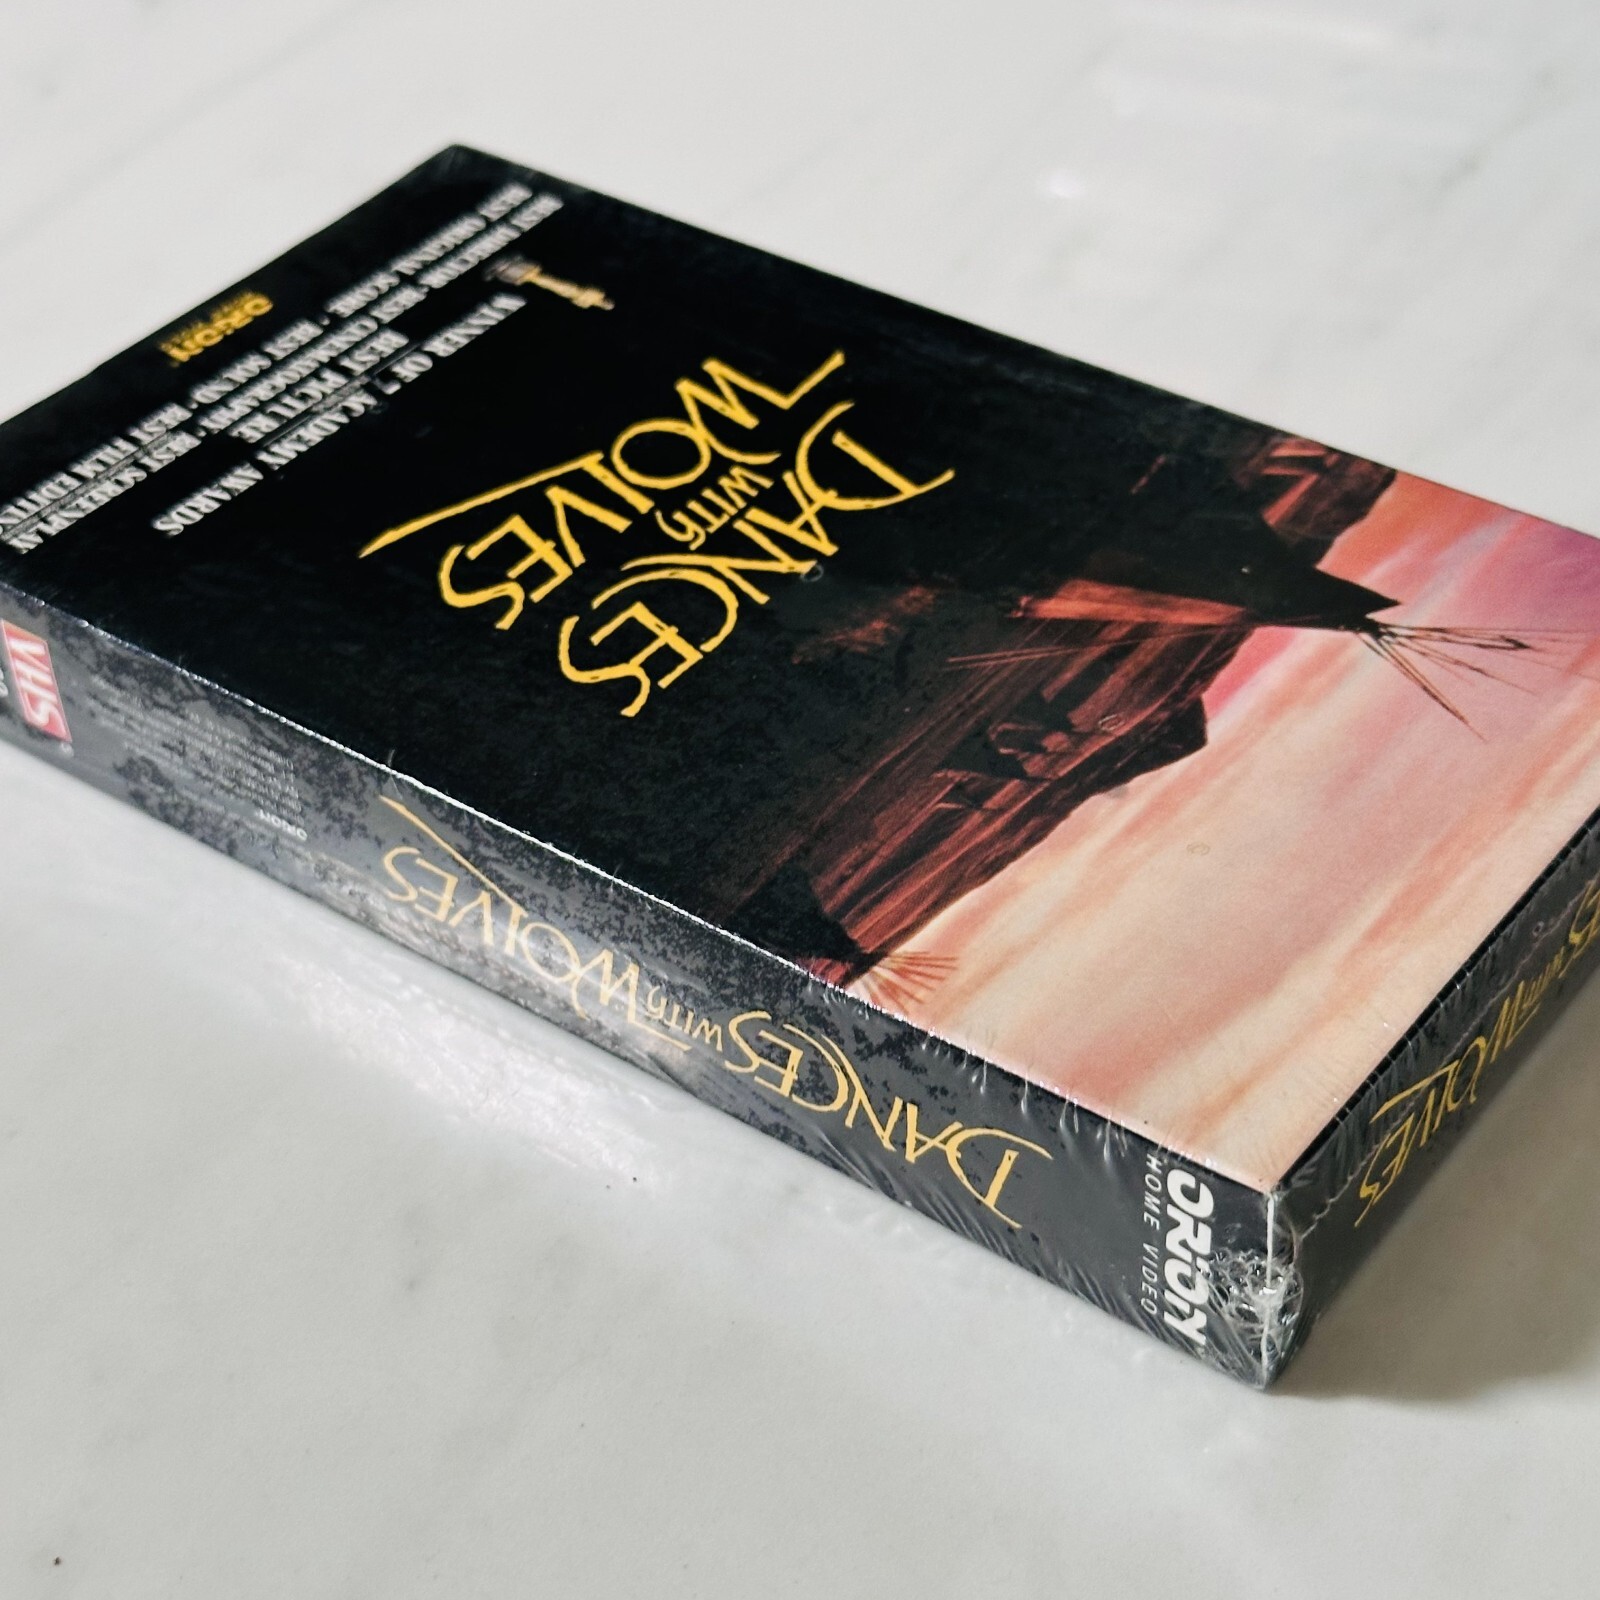 DANCES
WITH
WOLVES
WINNER OF 7 ACADEMY AWARDS
BEST PICTURE
BEST DIRECTOR · BEST CINEMATOGRAPHY · BEST SCREENPLAY
BEST ORIGINAL SCORE · BEST SOUND · BEST FILM EDITING
ORION
ORION
HOME VIDEO
DANCES WITH WOLVES
ORION
VHS
WITH WOLVES